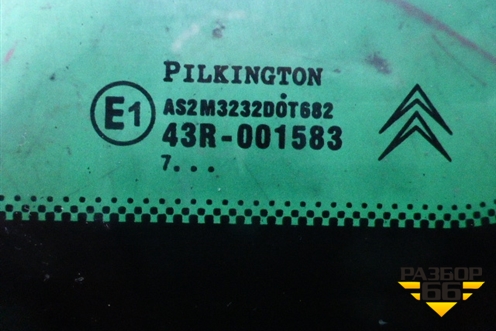 PILKINGTON
E1
AS2M3232DOT682
43R-001583
7...
РАЗБОР
66